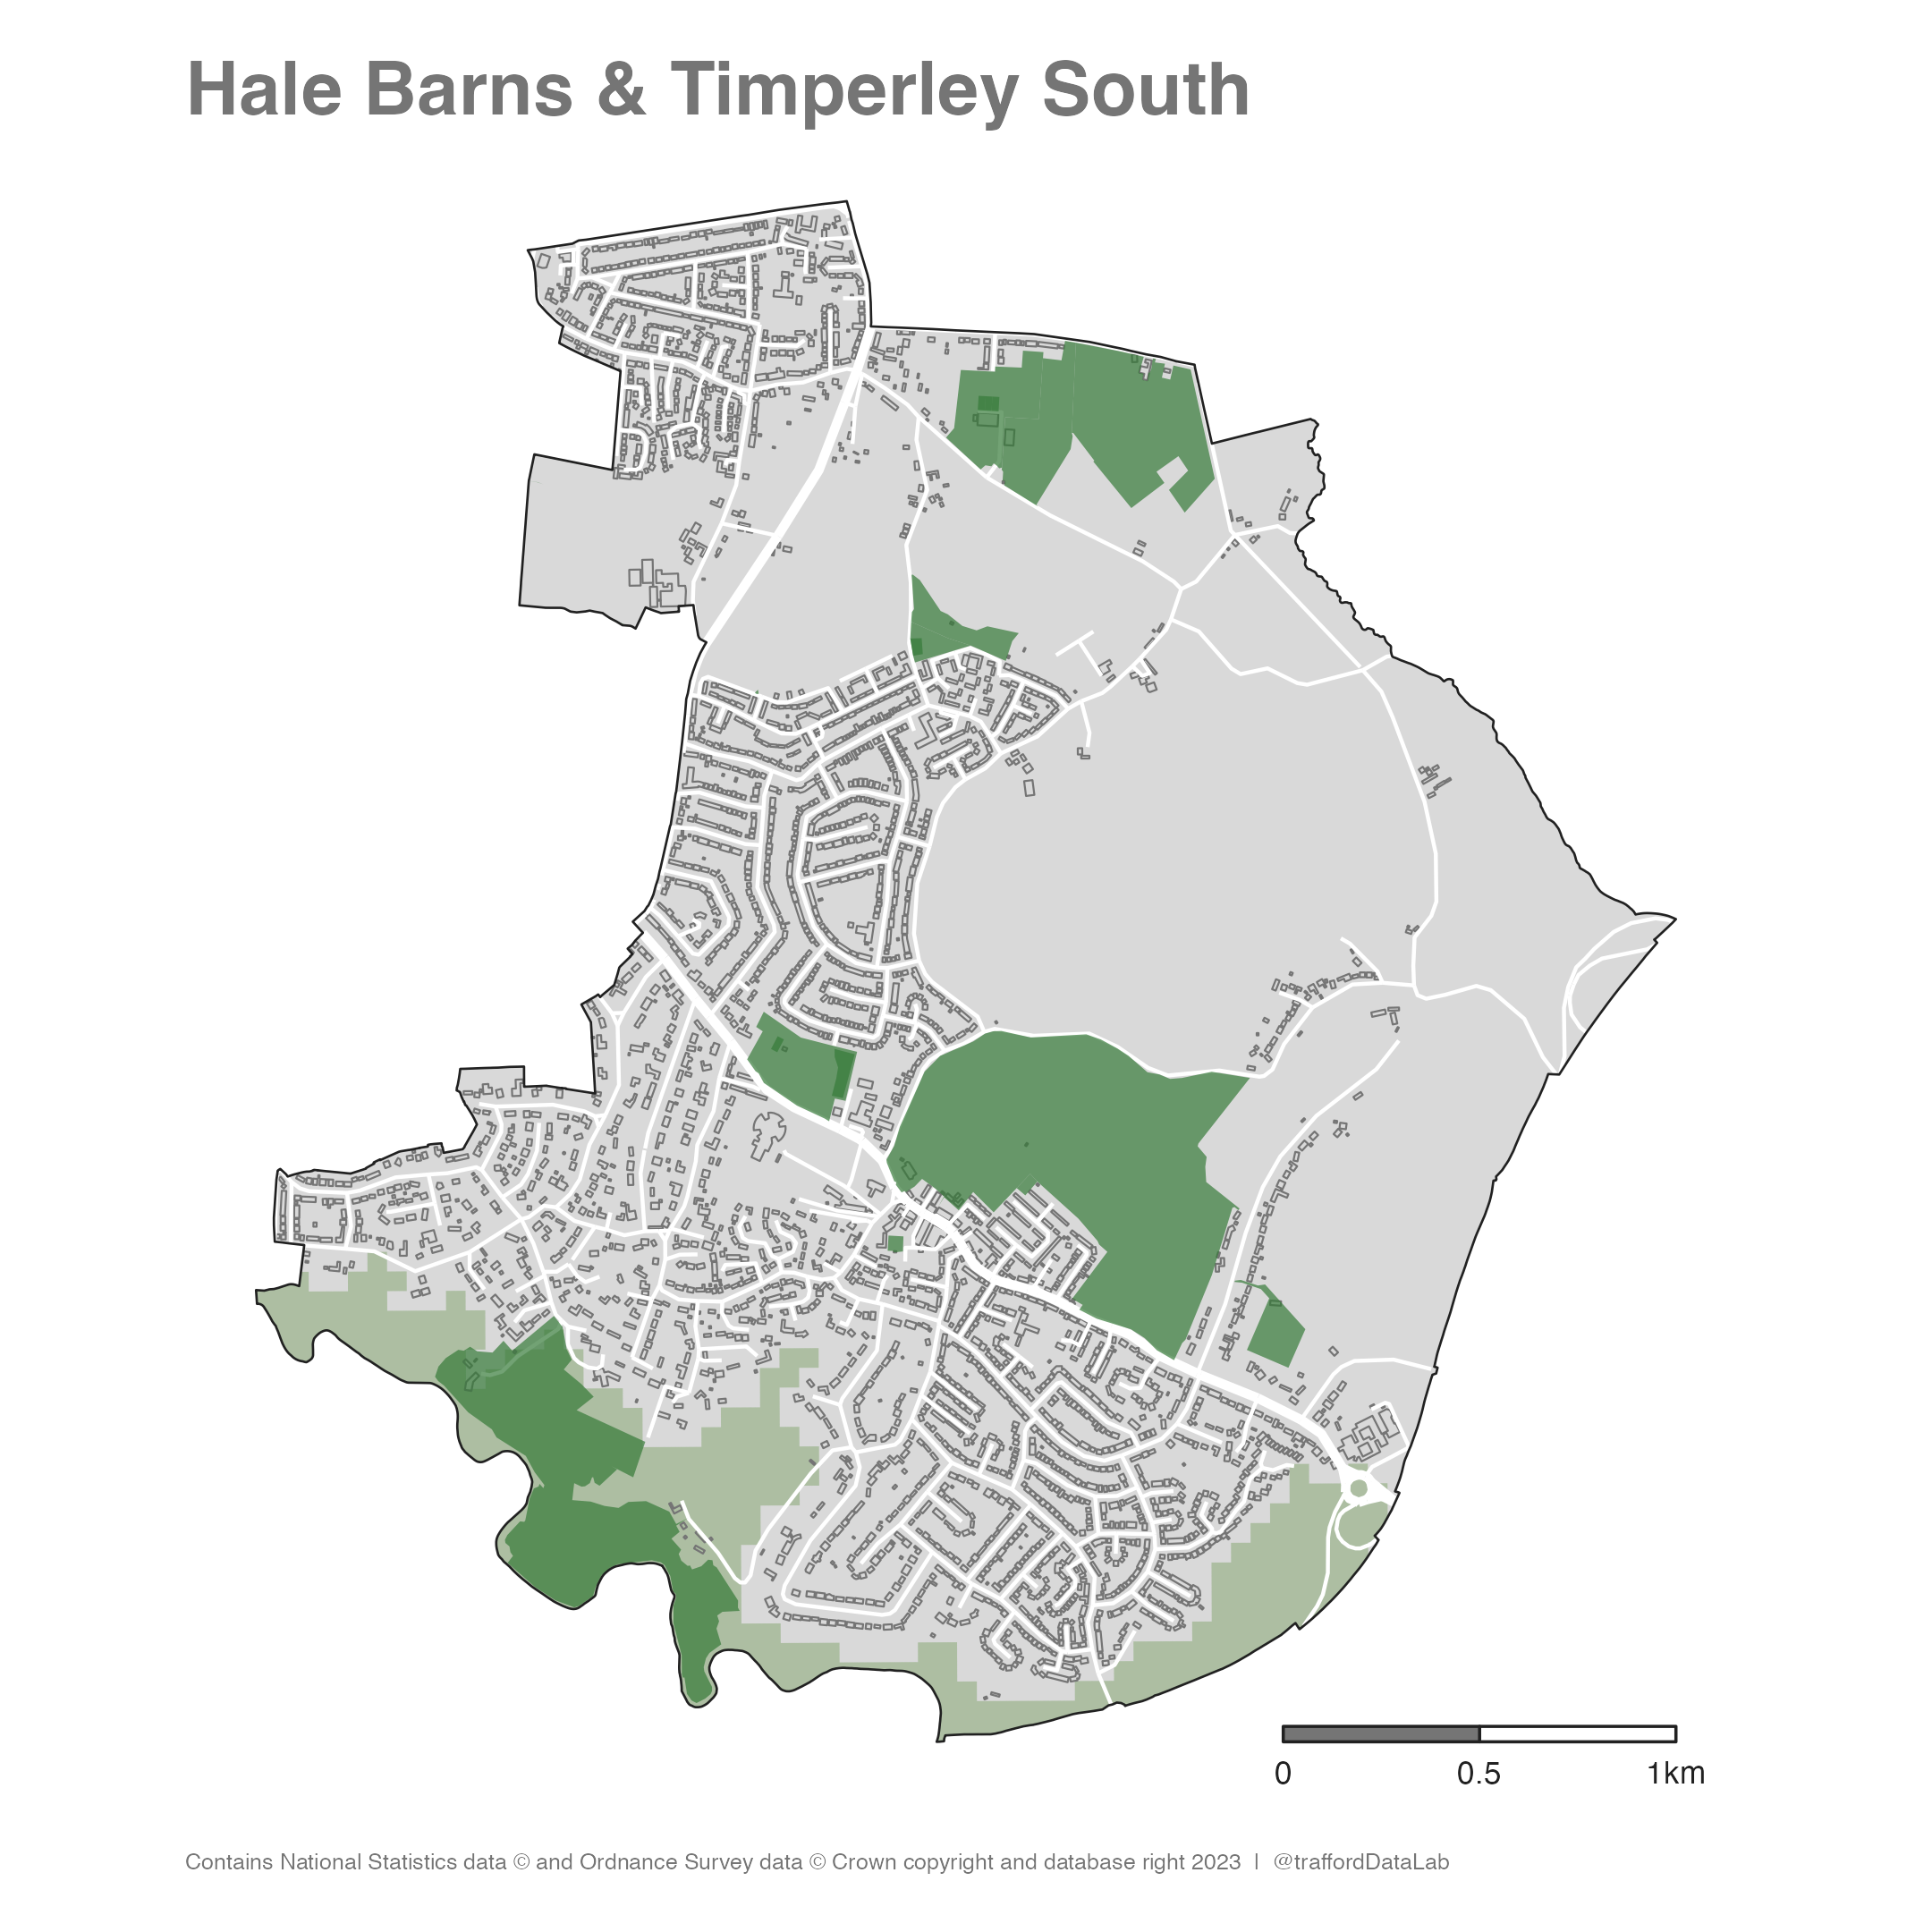 Hale Barns & Timperley South
0 0.5 1km
Contains National Statistics data © and Ordnance Survey data © Crown copyright and database right 2023 | @traffordDataLab